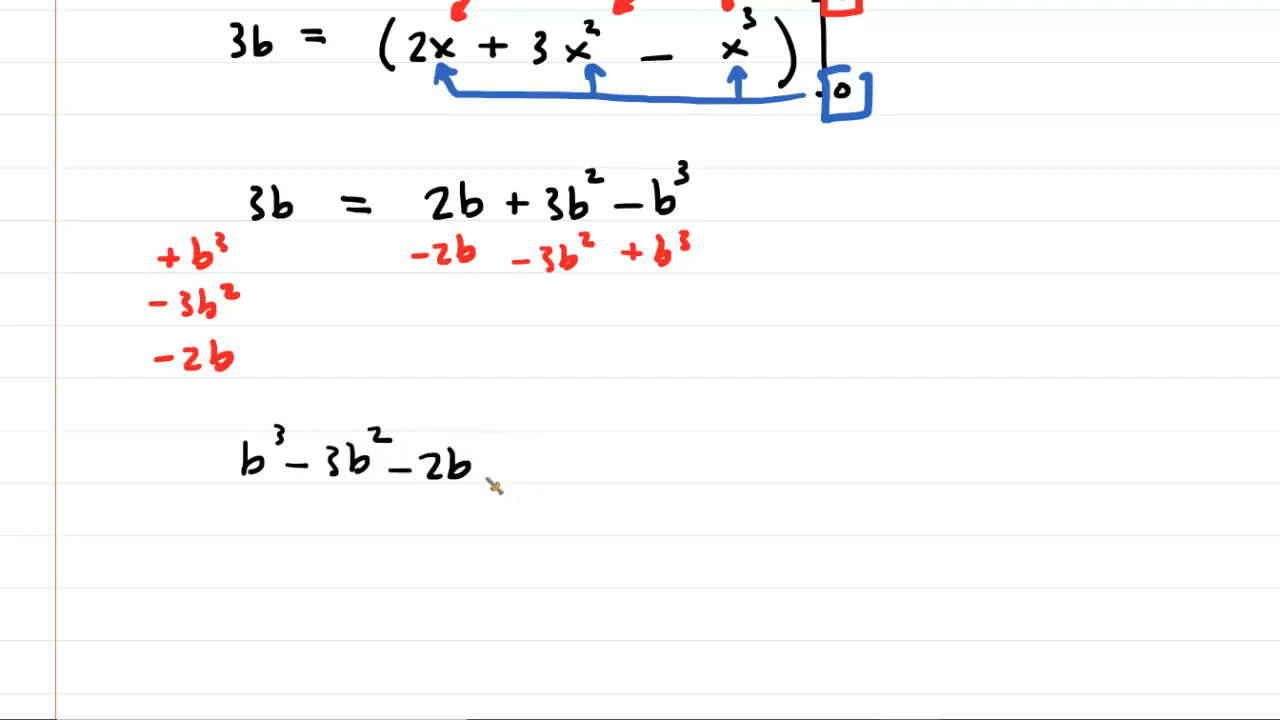 3b = (2x + 3x² − x³)
0
3b = 2b + 3b² − b³
+b³ −2b −3b² +b³
−3b²
−2b
b³ − 3b² − 2b